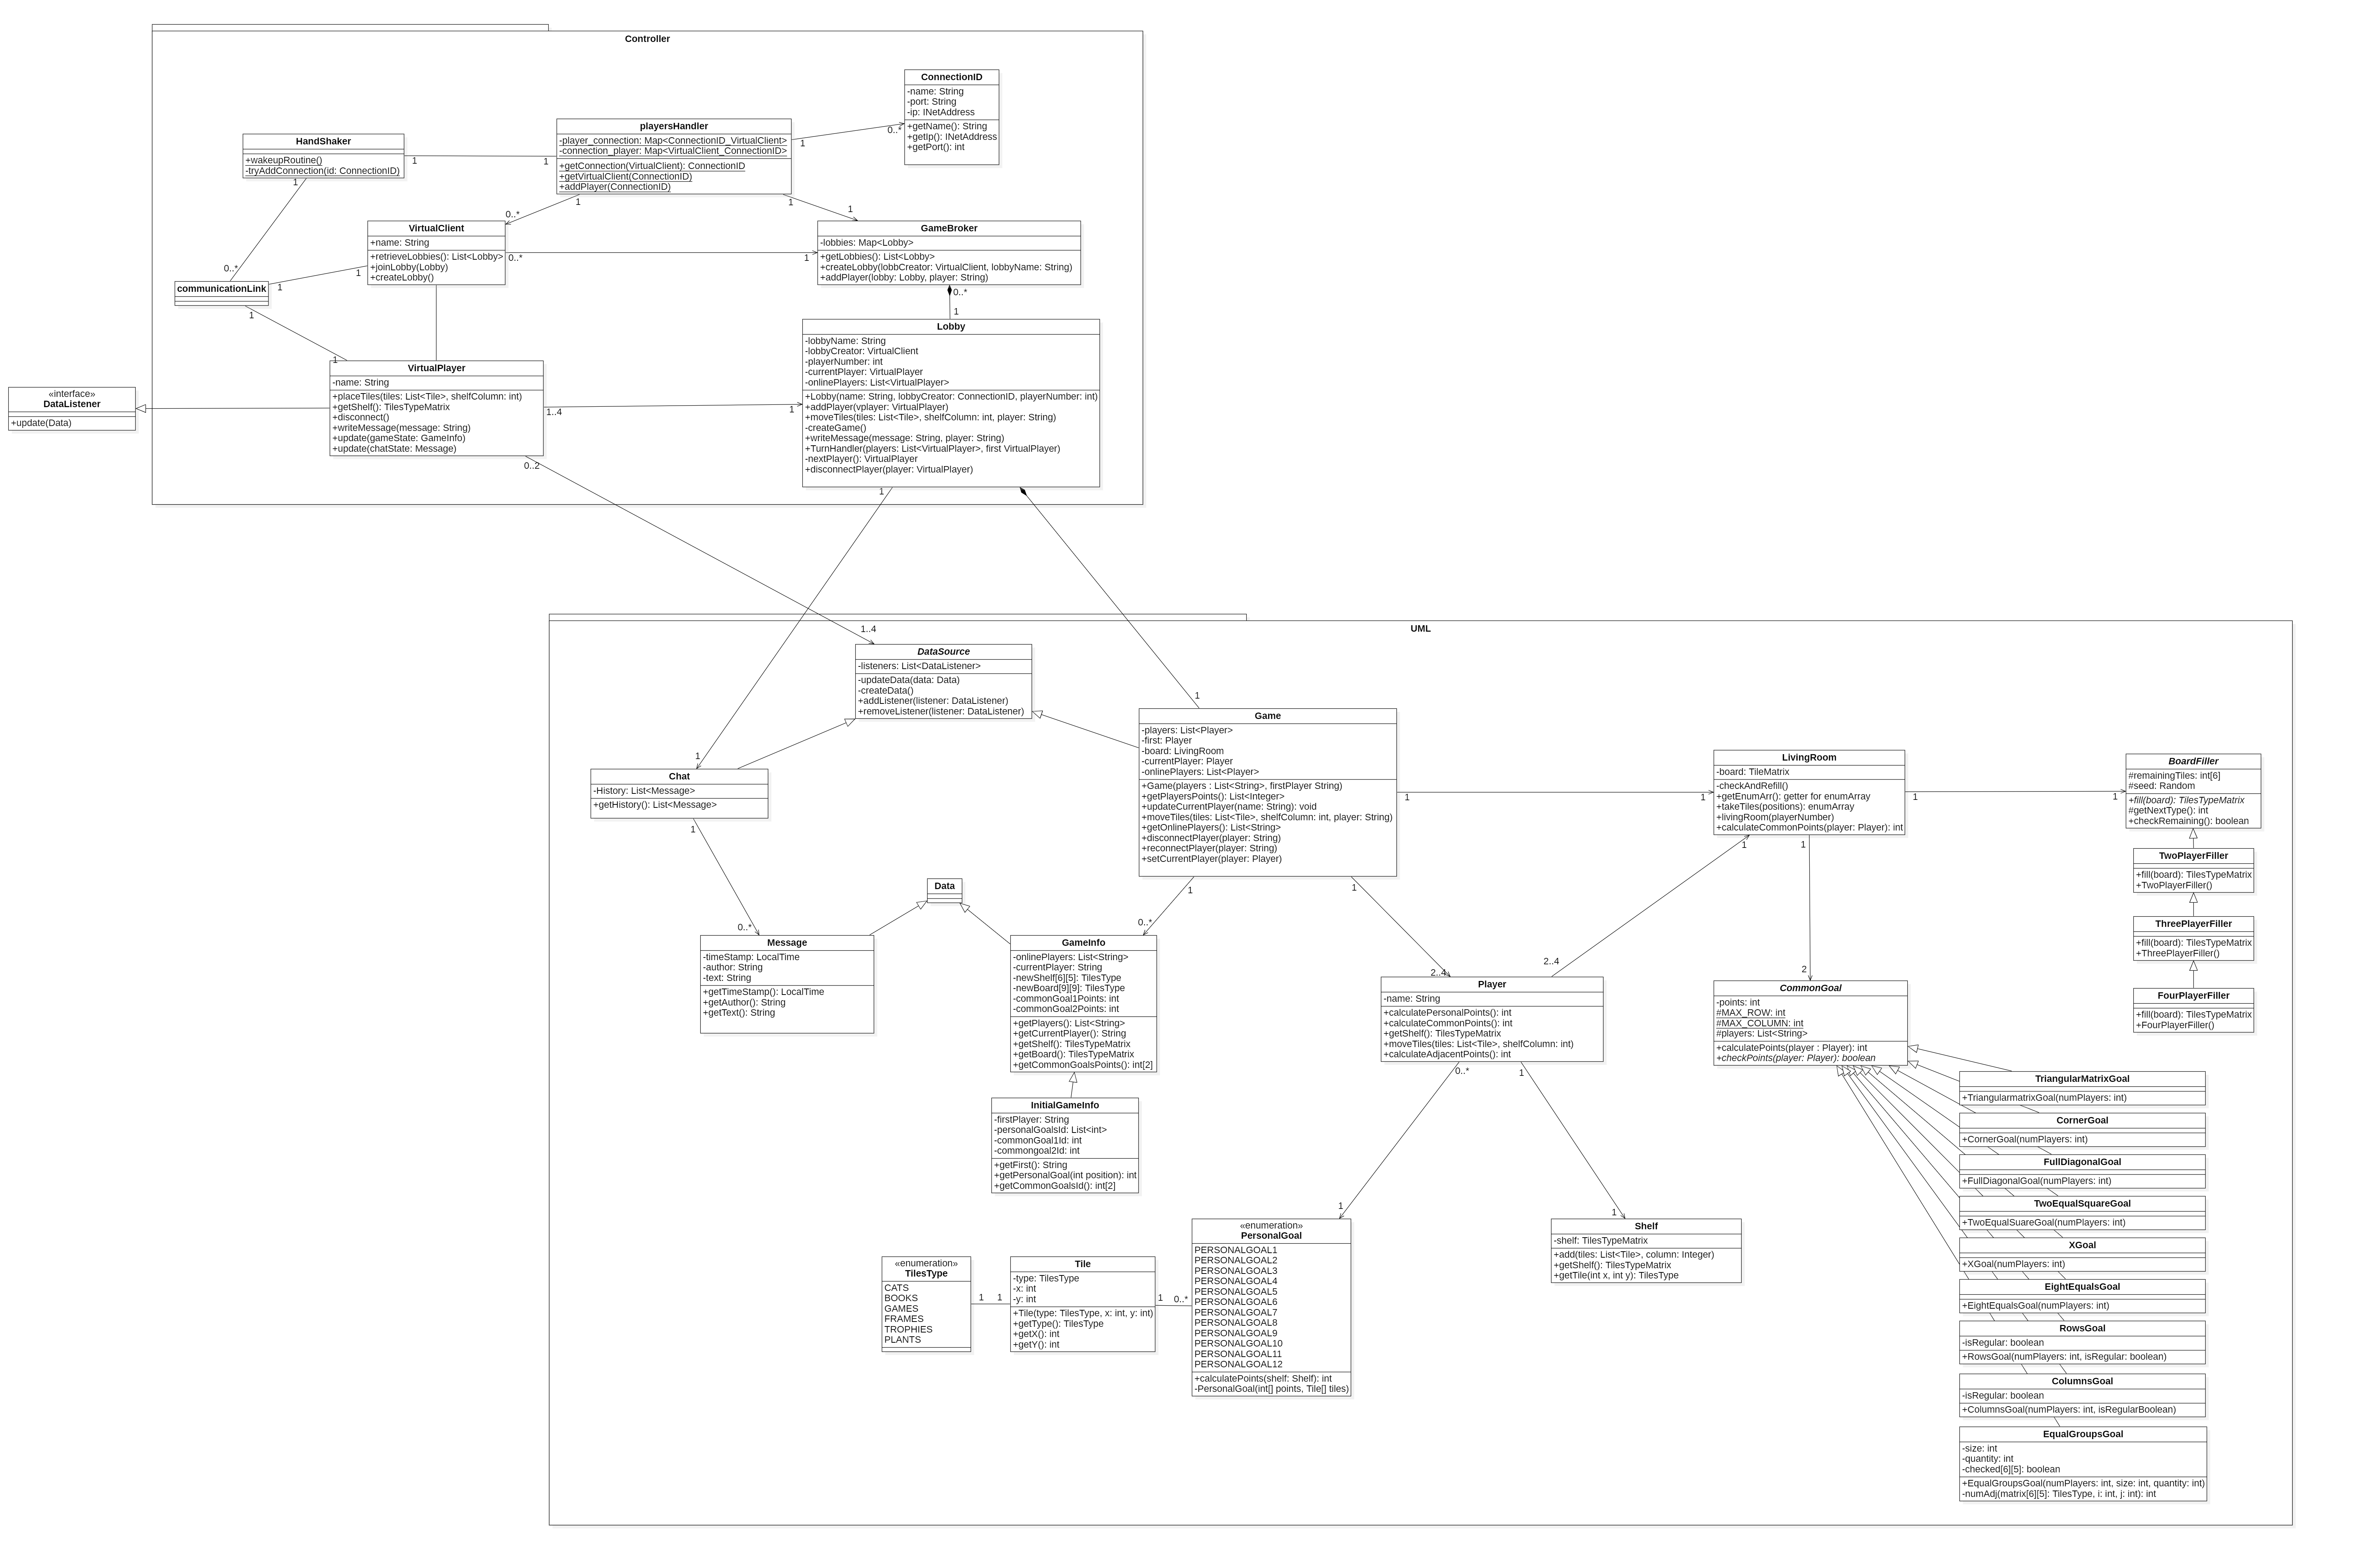 Controller
ConnectionID
-name: String
-port: String
-ip: INetAddress
+getName(): String
+getIp(): INetAddress
+getPort(): int
playersHandler
-player_connection: Map<ConnectionID_VirtualClient>
-connection_player: Map<VirtualClient_ConnectionID>
+getConnection(VirtualClient): ConnectionID
+getVirtualClient(ConnectionID)
+addPlayer(ConnectionID)
1
0..*
HandShaker
+wakeupRoutine()
-tryAddConnection(id: ConnectionID)
1
1
1
0..*
1
0..*
1
1
VirtualClient
+name: String
+retrieveLobbies(): List<Lobby>
+joinLobby(Lobby)
+createLobby()
0..*
1
GameBroker
-lobbies: Map<Lobby>
+getLobbies(): List<Lobby>
+createLobby(lobbCreator: VirtualClient, lobbyName: String)
+addPlayer(lobby: Lobby, player: String)
0..*
1
communicationLink
1
1
1
1
Lobby
-lobbyName: String
-lobbyCreator: VirtualClient
-playerNumber: int
-currentPlayer: VirtualPlayer
-onlinePlayers: List<VirtualPlayer>
+Lobby(name: String, lobbyCreator: ConnectionID, playerNumber: int)
+addPlayer(vplayer: VirtualPlayer)
+moveTiles(tiles: List<Tile>, shelfColumn: int, player: String)
-createGame()
+writeMessage(message: String, player: String)
+TurnHandler(players: List<VirtualPlayer>, first VirtualPlayer)
-nextPlayer(): VirtualPlayer
+disconnectPlayer(player: VirtualPlayer)
VirtualPlayer
-name: String
+placeTiles(tiles: List<Tile>, shelfColumn: int)
+getShelf(): TilesTypeMatrix
+disconnect()
+writeMessage(message: String)
+update(gameState: GameInfo)
+update(chatState: Message)
1..4
1
0..2
1
«interface»
DataListener
+update(Data)
UML
1..4
DataSource
-listeners: List<DataListener>
-updateData(data: Data)
-createData()
+addListener(listener: DataListener)
+removeListener(listener: DataListener)
1
Game
-players: List<Player>
-first: Player
-board: LivingRoom
-currentPlayer: Player
-onlinePlayers: List<Player>
+Game(players : List<String>, firstPlayer String)
+getPlayersPoints(): List<Integer>
+updateCurrentPlayer(name: String): void
+moveTiles(tiles: List<Tile>, shelfColumn: int, player: String)
+getOnlinePlayers(): List<String>
+disconnectPlayer(player: String)
+reconnectPlayer(player: String)
+setCurrentPlayer(player: Player)
1
Chat
-History: List<Message>
+getHistory(): List<Message>
1
0..*
1
1
LivingRoom
-board: TileMatrix
-checkAndRefill()
+getEnumArr(): getter for enumArray
+takeTiles(positions): enumArray
+livingRoom(playerNumber)
+calculateCommonPoints(player: Player): int
1
1
BoardFiller
#remainingTiles: int[6]
#seed: Random
+fill(board): TilesTypeMatrix
#getNextType(): int
+checkRemaining(): boolean
TwoPlayerFiller
+fill(board): TilesTypeMatrix
+TwoPlayerFiller()
ThreePlayerFiller
+fill(board): TilesTypeMatrix
+ThreePlayerFiller()
FourPlayerFiller
+fill(board): TilesTypeMatrix
+FourPlayerFiller()
Data
Message
-timeStamp: LocalTime
-author: String
-text: String
+getTimeStamp(): LocalTime
+getAuthor(): String
+getText(): String
1
0..*
GameInfo
-onlinePlayers: List<String>
-currentPlayer: String
-newShelf[6][5]: TilesType
-newBoard[9][9]: TilesType
-commonGoal1Points: int
-commonGoal2Points: int
+getPlayers(): List<String>
+getCurrentPlayer(): String
+getShelf(): TilesTypeMatrix
+getBoard(): TilesTypeMatrix
+getCommonGoalsPoints: int[2]
InitialGameInfo
-firstPlayer: String
-personalGoalsId: List<int>
-commonGoal1Id: int
-commongoal2Id: int
+getFirst(): String
+getPersonalGoal(int position): int
+getCommonGoalsId(): int[2]
1
2..4
2..4
1
1
2
Player
-name: String
+calculatePersonalPoints(): int
+calculateCommonPoints(): int
+getShelf(): TilesTypeMatrix
+moveTiles(tiles: List<Tile>, shelfColumn: int)
+calculateAdjacentPoints(): int
0..*
1
1
1
CommonGoal
-points: int
#MAX_ROW: int
#MAX_COLUMN: int
#players: List<String>
+calculatePoints(player : Player): int
+checkPoints(player: Player): boolean
TriangularMatrixGoal
+TriangularmatrixGoal(numPlayers: int)
CornerGoal
+CornerGoal(numPlayers: int)
FullDiagonalGoal
+FullDiagonalGoal(numPlayers: int)
TwoEqualSquareGoal
+TwoEqualSuareGoal(numPlayers: int)
XGoal
+XGoal(numPlayers: int)
EightEqualsGoal
+EightEqualsGoal(numPlayers: int)
RowsGoal
-isRegular: boolean
+RowsGoal(numPlayers: int, isRegular: boolean)
ColumnsGoal
-isRegular: boolean
+ColumnsGoal(numPlayers: int, isRegularBoolean)
EqualGroupsGoal
-size: int
-quantity: int
-checked[6][5]: boolean
+EqualGroupsGoal(numPlayers: int, size: int, quantity: int)
-numAdj(matrix[6][5]: TilesType, i: int, j: int): int
«enumeration»
TilesType
CATS
BOOKS
GAMES
FRAMES
TROPHIES
PLANTS
1
1
Tile
-type: TilesType
-x: int
-y: int
+Tile(type: TilesType, x: int, y: int)
+getType(): TilesType
+getX(): int
+getY(): int
1
0..*
«enumeration»
PersonalGoal
PERSONALGOAL1
PERSONALGOAL2
PERSONALGOAL3
PERSONALGOAL4
PERSONALGOAL5
PERSONALGOAL6
PERSONALGOAL7
PERSONALGOAL8
PERSONALGOAL9
PERSONALGOAL10
PERSONALGOAL11
PERSONALGOAL12
+calculatePoints(shelf: Shelf): int
-PersonalGoal(int[] points, Tile[] tiles)
Shelf
-shelf: TilesTypeMatrix
+add(tiles: List<Tile>, column: Integer)
+getShelf(): TilesTypeMatrix
+getTile(int x, int y): TilesType